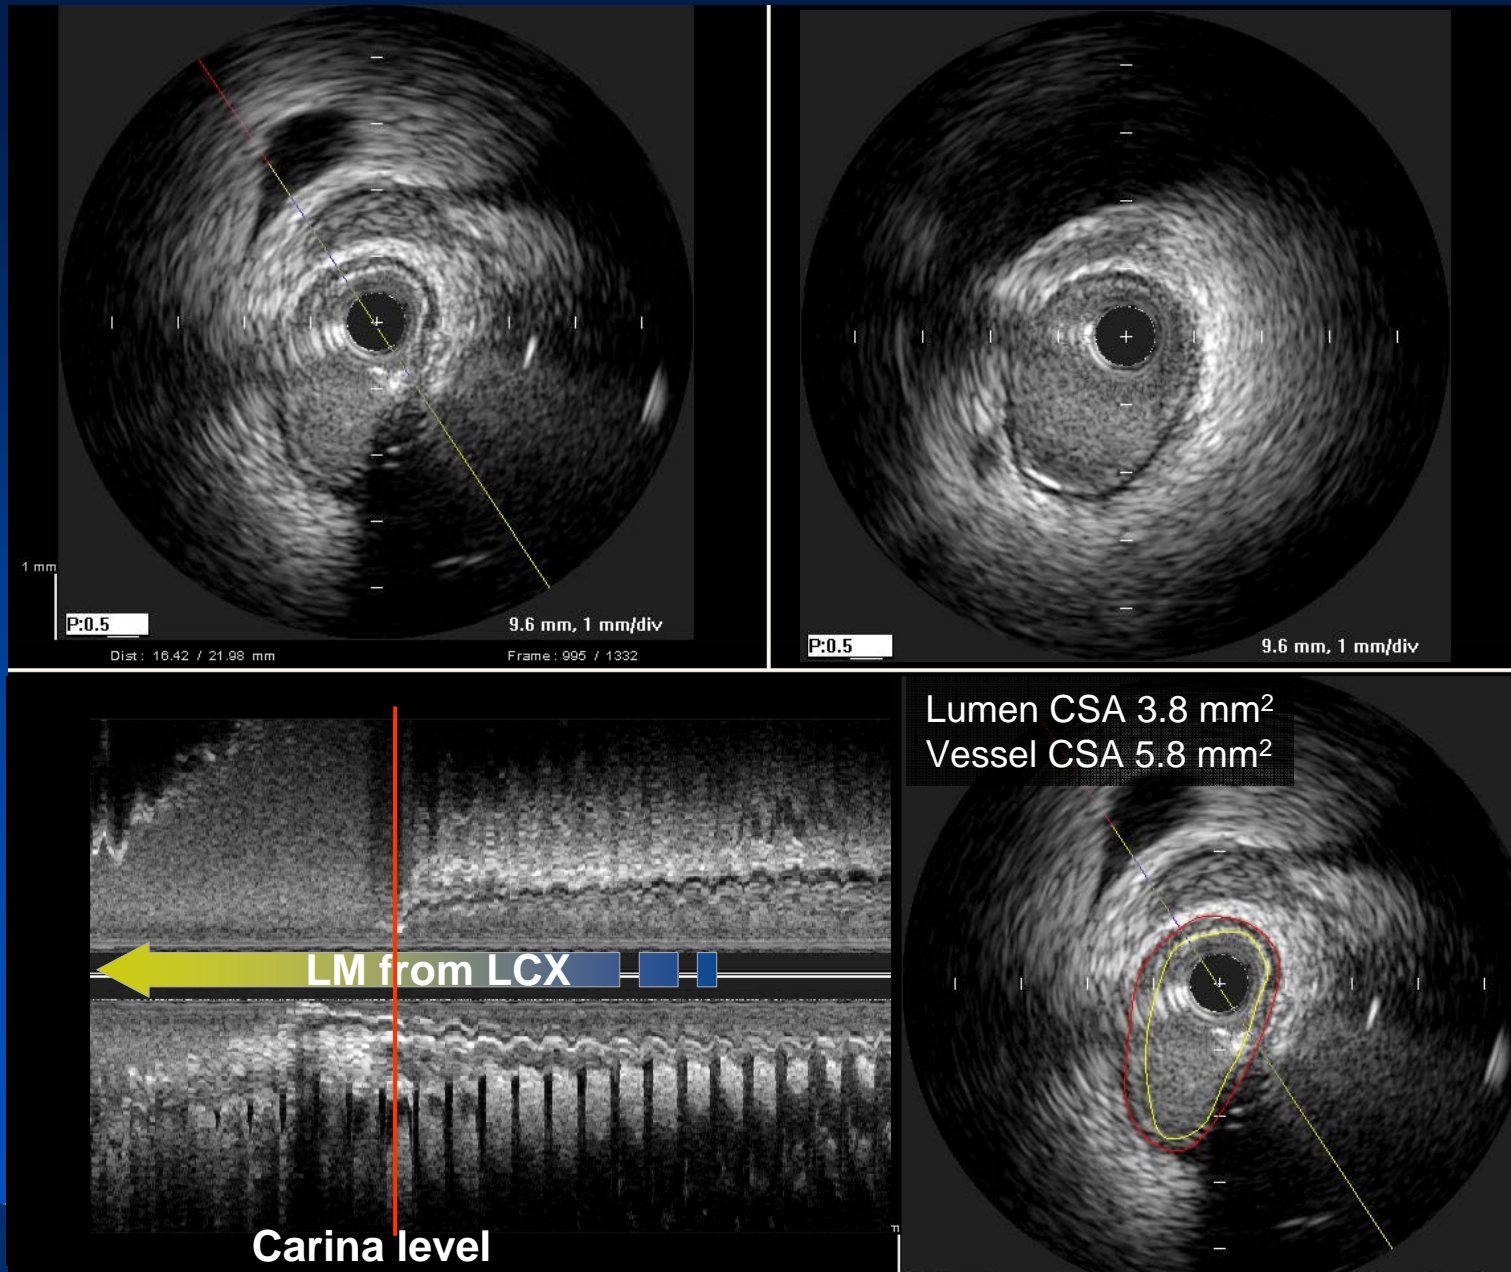 1 mm
P:0.5
9.6 mm, 1 mm/div
Dist: 16.42 / 21.98 mm
Frame: 995 / 1332
P:0.5
9.6 mm, 1 mm/div
Lumen CSA 3.8 mm²
Vessel CSA 5.8 mm²
LM from LCX
Carina level